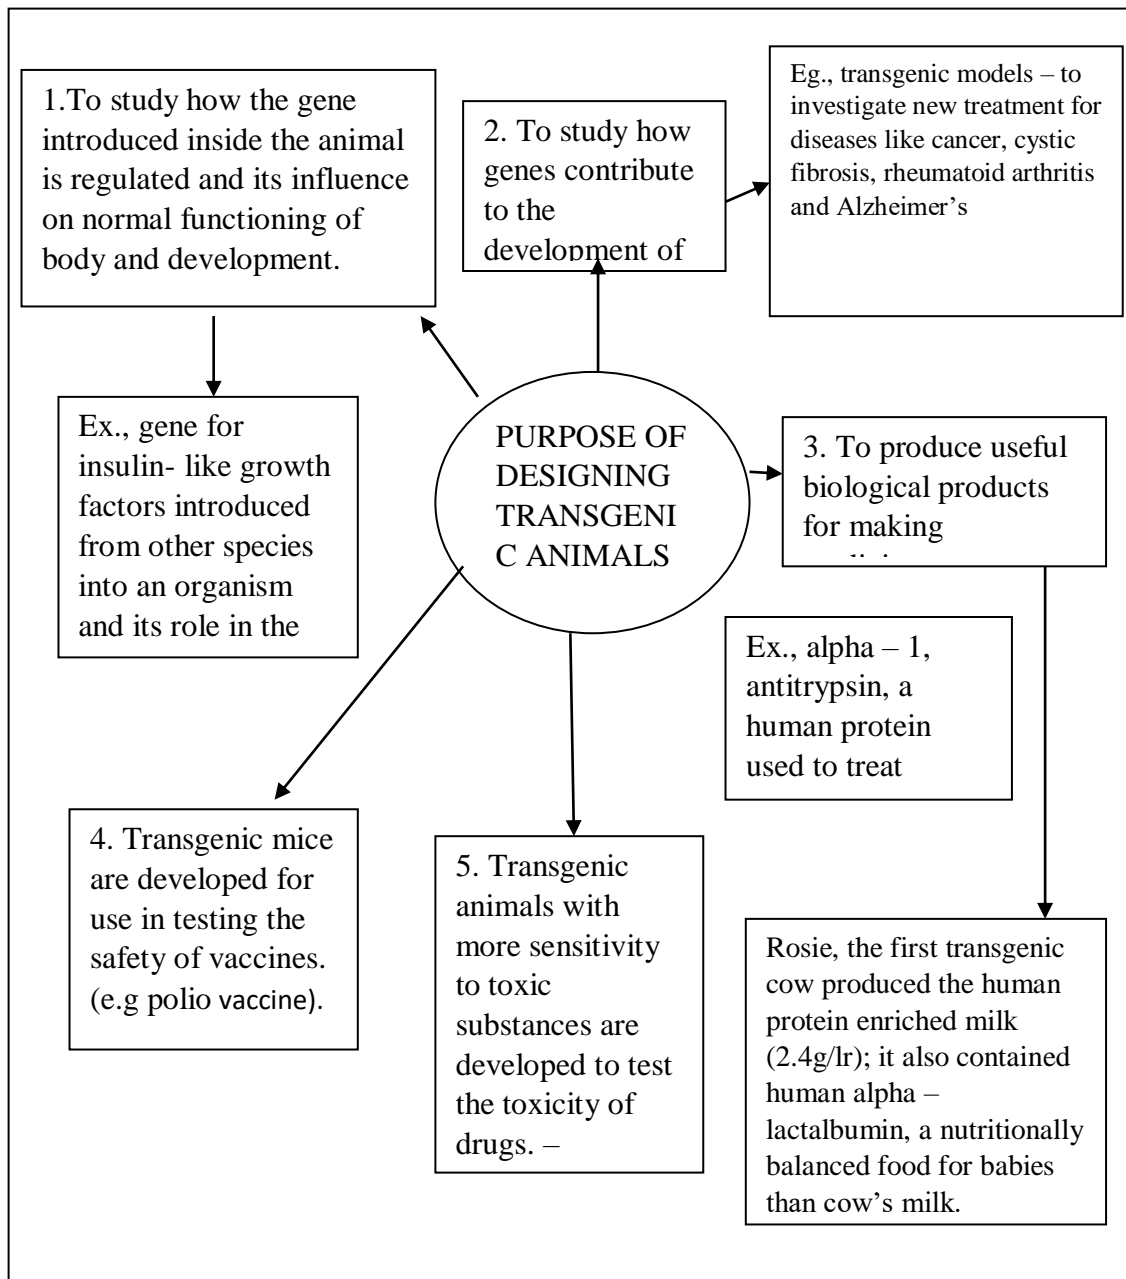 1.To study how the gene
introduced inside the animal
is regulated and its influence
on normal functioning of
body and development.
2. To study how
genes contribute
to the
development of
Eg., transgenic models – to
investigate new treatment for
diseases like cancer, cystic
fibrosis, rheumatoid arthritis
and Alzheimer’s
Ex., gene for
insulin- like growth
factors introduced
from other species
into an organism
and its role in the
PURPOSE OF
DESIGNING
TRANSGENI
C ANIMALS
3. To produce useful
biological products
for making
Ex., alpha – 1,
antitrypsin, a
human protein
used to treat
4. Transgenic mice
are developed for
use in testing the
safety of vaccines.
(e.g polio vaccine).
5. Transgenic
animals with
more sensitivity
to toxic
substances are
developed to test
the toxicity of
drugs. –
Rosie, the first transgenic
cow produced the human
protein enriched milk
(2.4g/lr); it also contained
human alpha –
lactalbumin, a nutritionally
balanced food for babies
than cow’s milk.